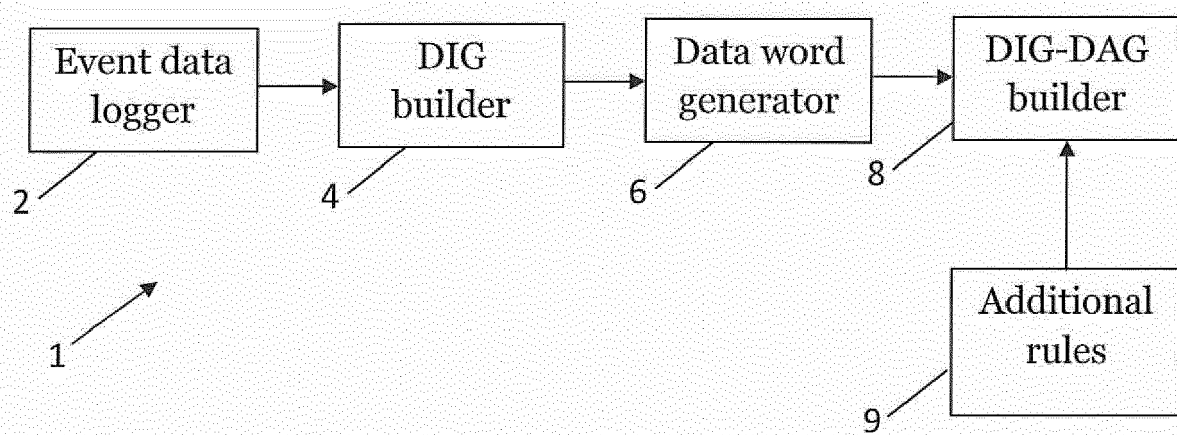 Event data
logger
DIG
builder
Data word
generator
DIG-DAG
builder
2
4
6
8
1
Additional
rules
9